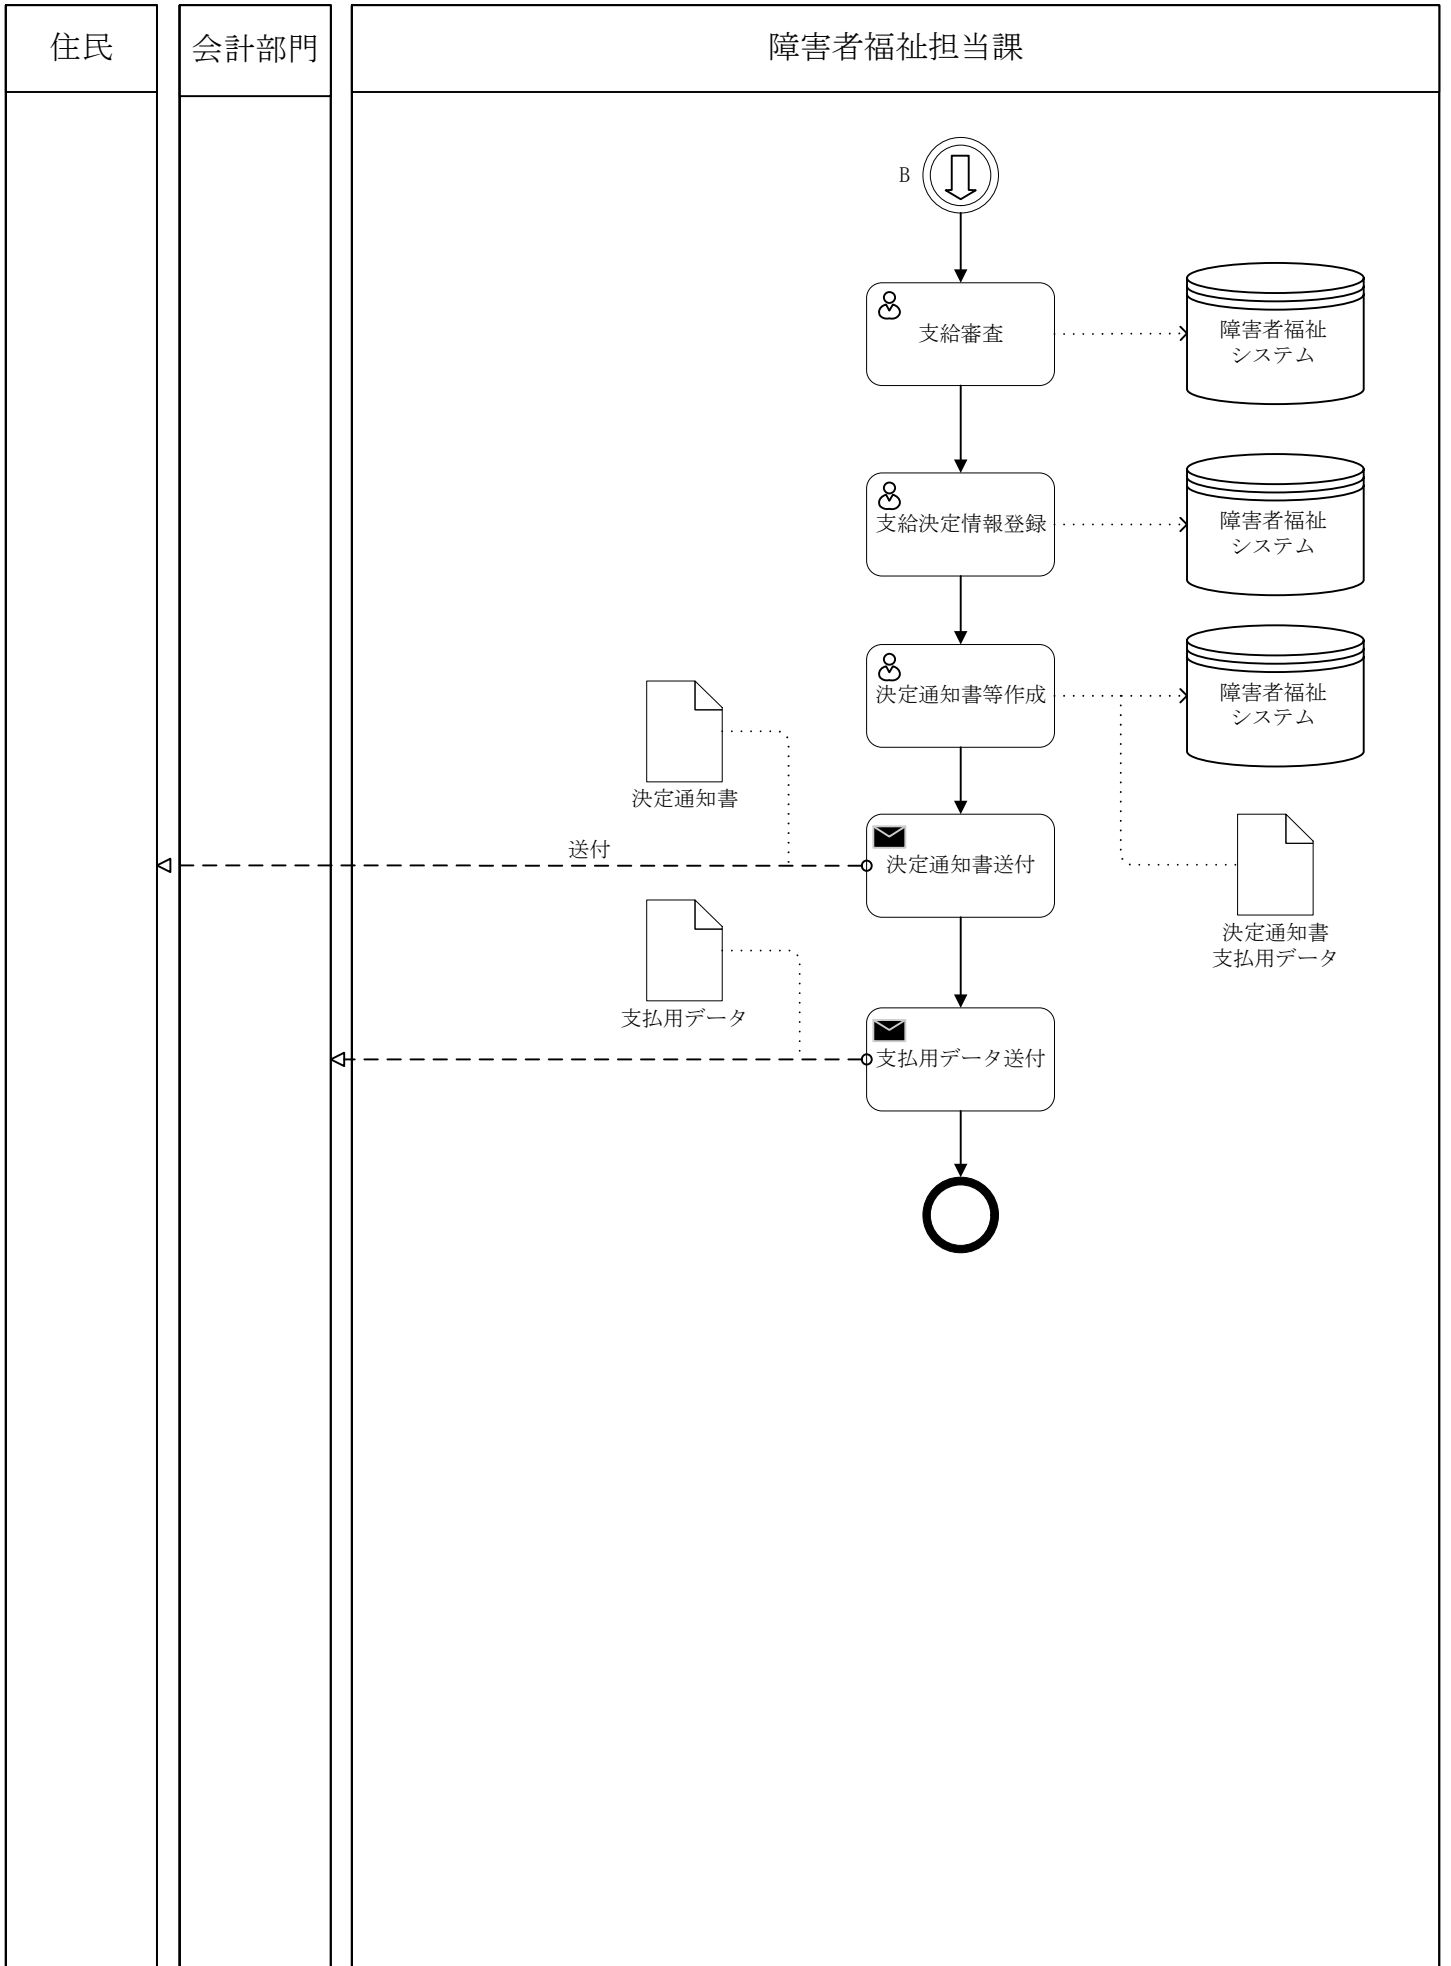 住民
会計部門
障害者福祉担当課
B
支給審査
障害者福祉
システム
支給決定情報登録
障害者福祉
システム
決定通知書等作成
障害者福祉
システム
決定通知書
送付
決定通知書送付
決定通知書
支払用データ
支払用データ
支払用データ送付